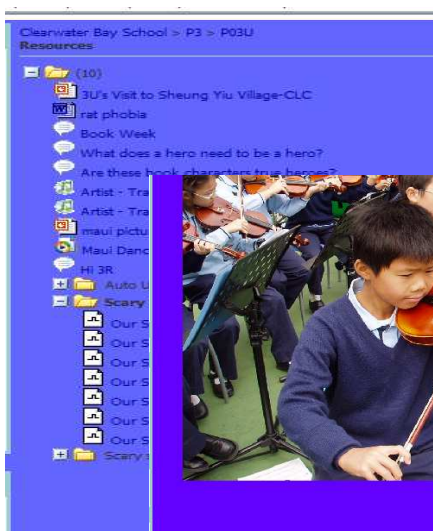 Clearwater Bay School > P3 > P03U
Resources
(10)
3U's Visit to Sheung Yiu Village-CLC
rat phobia
Book Week
What does a hero need to be a hero?
Are these book characters true heroes?
Artist - Tra
Artist - Tra
maui pictu
Maui Danc
Hi 3R
Auto U
Scary
Our S
Our S
Our S
Our S
Our S
Our S
Our S
Scary s